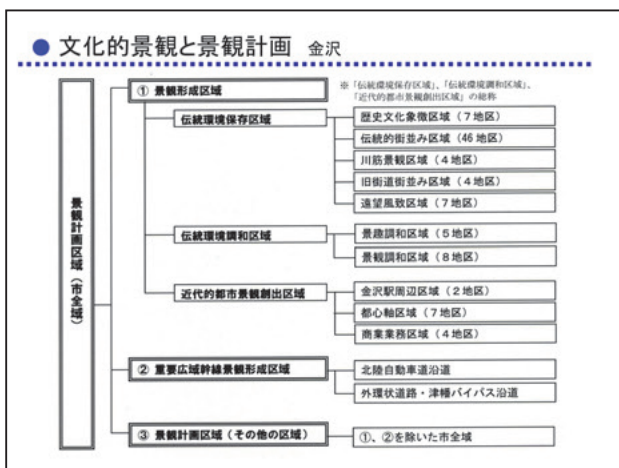 文化的景観と景観計画 金沢
景観計画区域（市全域）
① 景観形成区域
※「伝統環境保存区域」、「伝統環境調和区域」、
「近代的都市景観創出区域」の総称
伝統環境保存区域
歴史文化象徴区域（７地区）
伝統的街並み区域（46 地区）
川筋景観区域（４地区）
旧街道街並み区域（４地区）
遠望風致区域（７地区）
伝統環境調和区域
景趣調和区域（５地区）
景観調和区域（８地区）
近代的都市景観創出区域
金沢駅周辺区域（２地区）
都心軸区域（７地区）
商業業務区域（４地区）
② 重要広域幹線景観形成区域
北陸自動車道沿道
外環状道路・津幡バイパス沿道
③ 景観計画区域（その他の区域）
①、②を除いた市全域